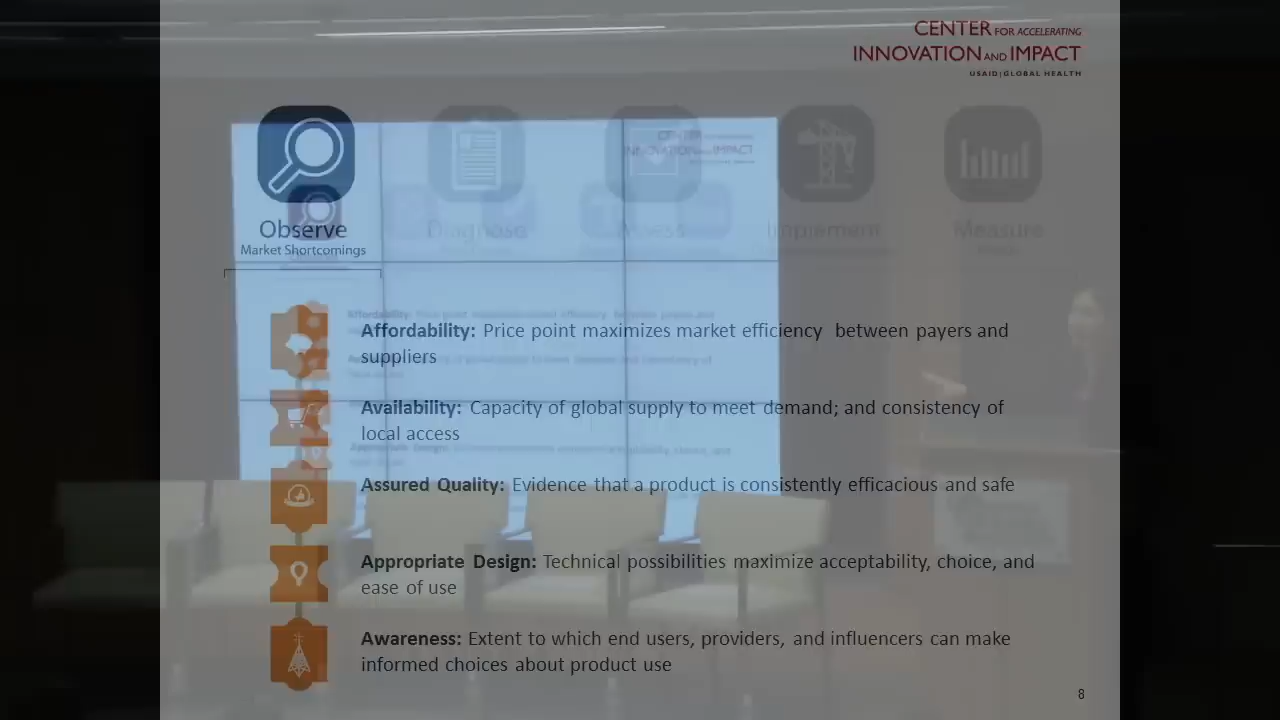 CENTER FOR ACCELERATING
INNOVATION AND IMPACT
USAID|GLOBAL HEALTH
Observe Diagnose Assess Implement Measure
Market Shortcomings
Affordability: Price point maximizes market efficiency between payers and
suppliers
Availability: Capacity of global supply to meet demand; and consistency of
local access
Assured Quality: Evidence that a product is consistently efficacious and safe
Appropriate Design: Technical possibilities maximize acceptability, choice, and
ease of use
Awareness: Extent to which end users, providers, and influencers can make
informed choices about product use
8